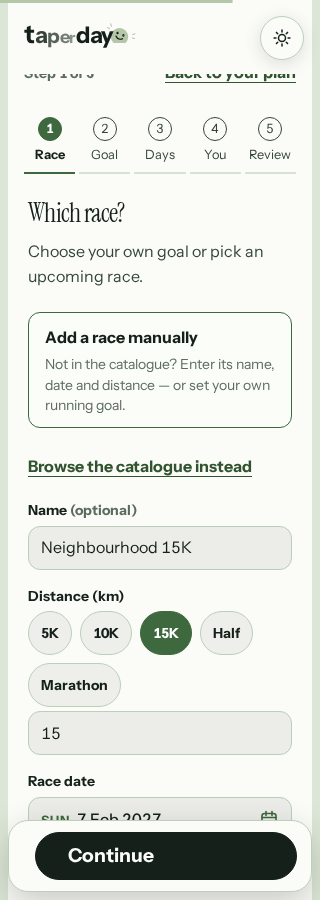 taperday
Step 1 of 5
Back to your plan
1
2
3
4
5
Race
Goal
Days
You
Review
Which race?
Choose your own goal or pick an
upcoming race.
Add a race manually
Not in the catalogue? Enter its name,
date and distance — or set your own
running goal.
Browse the catalogue instead
Name (optional)
Neighbourhood 15K
Distance (km)
5K
10K
15K
Half
Marathon
15
Race date
SUN 7 Feb 2027
Continue